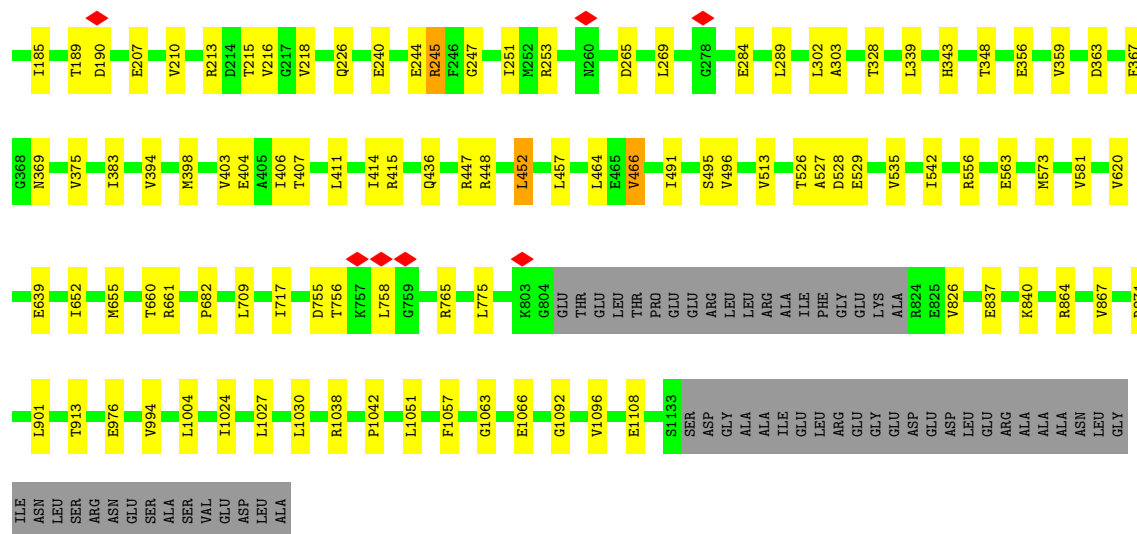 I185 T189 D190 E207 V210 R213 D214 T215 V216 G217 V218 Q226 E240 E244 R245 F246 G247 I251 M252 R253 N260 D265 L269 G278 E284 L289 L302 A303 T328 L339 H343 T348 E356 V359 D363 E367
G368 N369 V375 I383 V394 M398 V403 E404 A405 I406 T407 L411 I414 R415 Q436 R447 R448 L452 L457 L464 E465 V466 I491 S495 V496 V513 T526 A527 D528 E529 V535 I542 R556 E563 M573 V581 V620
E639 I652 M655 T660 R661 P682 L709 I717 D755 T756 K757 L758 G759 R765 L775 K803 G804 GLU THR GLU LEU THR PRO GLU GLU ARG LEU LEU ARG ALA ILE PHE GLY GLU LYS ALA R824 E825 V826 E837 K840 R864 V867
L901 T913 E976 V994 L1004 I1024 L1027 L1030 R1038 P1042 L1051 F1057 G1063 E1066 G1092 V1096 E1108 S1133 SER ASP GLY ALA ALA ILE GLU LEU ARG GLU GLY GLU ASP GLU ASP LEU GLU ARG ALA ALA ALA ASN LEU GLY
ILE ASN LEU SER ARG ASN GLU SER ALA SER VAL GLU ASP LEU ALA